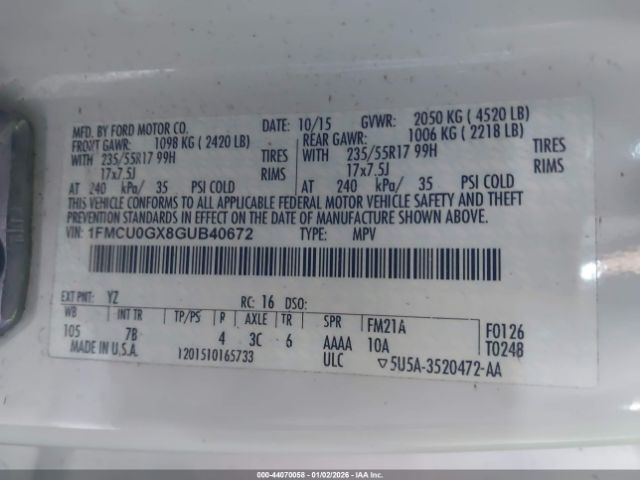 MFD. BY FORD MOTOR CO. DATE: 10/15 GVWR: 2050 KG ( 4520 LB)
FRONT GAWR: 1098 KG ( 2420 LB) REAR GAWR: 1006 KG ( 2218 LB)
WITH 235/55R17 99H TIRES WITH 235/55R17 99H TIRES
17x7.5J RIMS 17x7.5J RIMS
AT 240 kPa/ 35 PSI COLD AT 240 kPa/ 35 PSI COLD
THIS VEHICLE CONFORMS TO ALL APPLICABLE FEDERAL MOTOR VEHICLE SAFETY AND THEFT
PREVENTION STANDARDS IN EFFECT ON THE DATE OF MANUFACTURE SHOWN ABOVE.
VIN: 1FMCU0GX8GUB40672 TYPE: MPV
EXT PNT: YZ RC: 16 DSO:
WB INT TR TP/PS R AXLE TR SPR FM21A F0126
105 7B 4 3C 6 AAAA 10A T024B
MADE IN U.S.A. 1201510165733 ULC ▽5U5A-3520472-AA
000-44070058 - 01/02/2026 - IAA Inc.